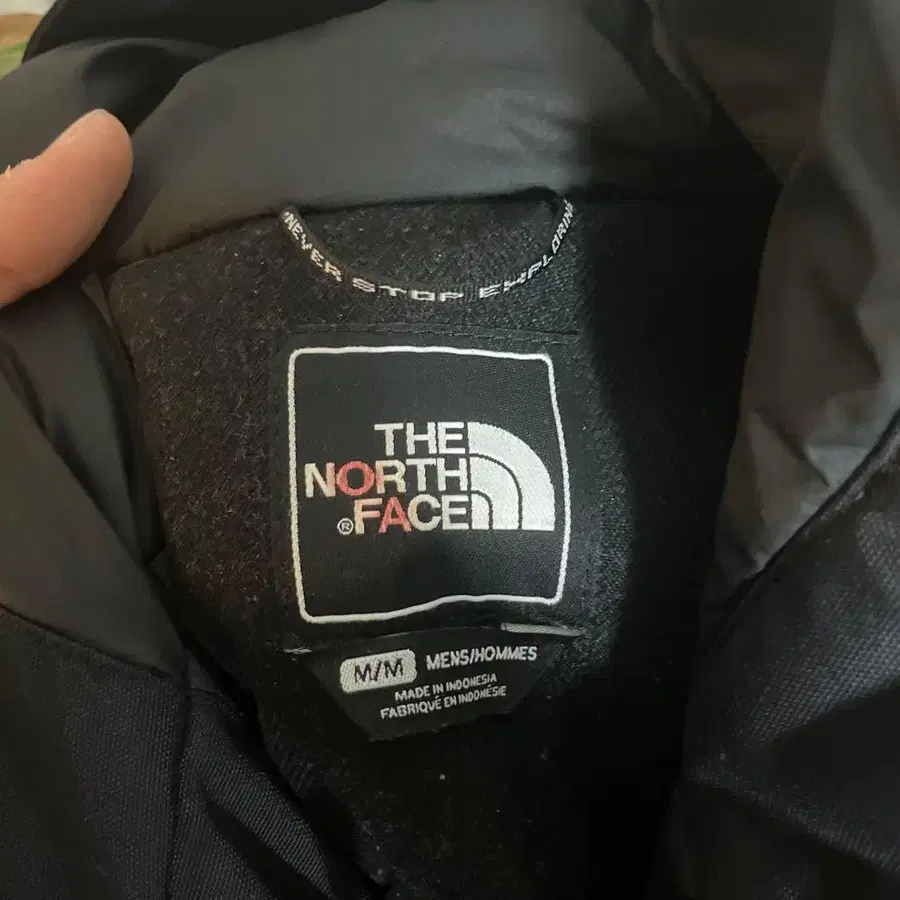 NEVER STOP EXPLORING
THE
NORTH
®FACE
M/M MENS/HOMMES
MADE IN INDONESIA
FABRIQUÉ EN INDONÉSIE